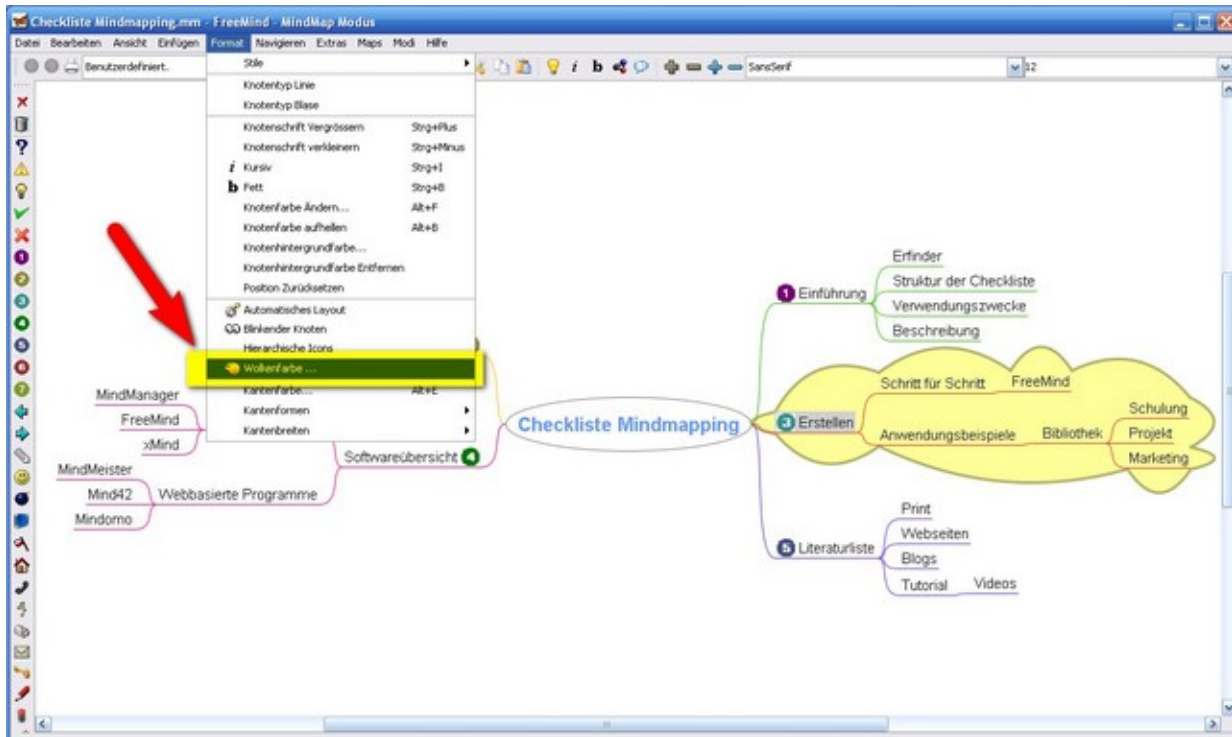 Checkliste Mindmapping.mm - FreeMind - MindMap Modus
Datei Bearbeiten Ansicht Einfügen Format Navigieren Extras Maps Modi Hilfe
Benutzerdefiniert. SansSerif 12
Stile
Knotentyp Linie
Knotentyp Blase
Knotenschrift Vergrössern Strg+Plus
Knotenschrift verkleinern Strg+Minus
i Kursiv Strg+I
b Fett Strg+B
Knotenfarbe Ändern... Alt+F
Knotenfarbe aufhellen Alt+B
Knotenhintergrundfarbe...
Knotenhintergrundfarbe Entfernen
Position Zurücksetzen
Automatisches Layout
Blinkender Knoten
Hierarchische Icons
Wolkenfarbe ...
Kantenfarbe... Alt+E
Kantenformen
Kantenbreiten
MindManager
FreeMind
xMind
Softwareübersicht 4
MindMeister
Mind42
Mindomo
Webbasierte Programme
Checkliste Mindmapping
1 Einführung
Erfinder
Struktur der Checkliste
Verwendungszwecke
Beschreibung
3 Erstellen
Schritt für Schritt FreeMind
Anwendungsbeispiele Bibliothek
Schulung
Projekt
Marketing
5 Literaturliste
Print
Webseiten
Blogs
Tutorial Videos